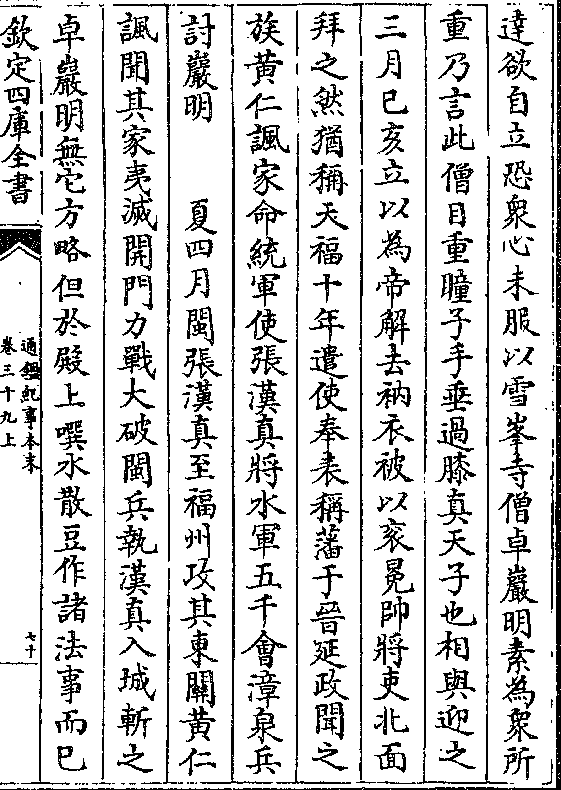 達欲自立恐衆心未服以雪峯寺僧卓巖明素為衆所
重乃言此僧目重瞳子手垂過膝真天子也相與迎之
三月已亥立以為帝解去衲衣被以衮冕帥將吏北面
拜之然猶稱天福十年遣使奉表稱藩于晉延政聞之
族黄仁諷家命統軍使張漢真將水軍五千會漳泉兵
討巖明　　夏四月閩張漢真至福州攻其東關黄仁
諷聞其家夷滅開門力戰大破閩兵執漢真入城斬之
卓巖明無它方略但於殿上噀水散豆作諸法事而已
欽定四庫全書
通鑑紀事本末
卷三十九上
七十